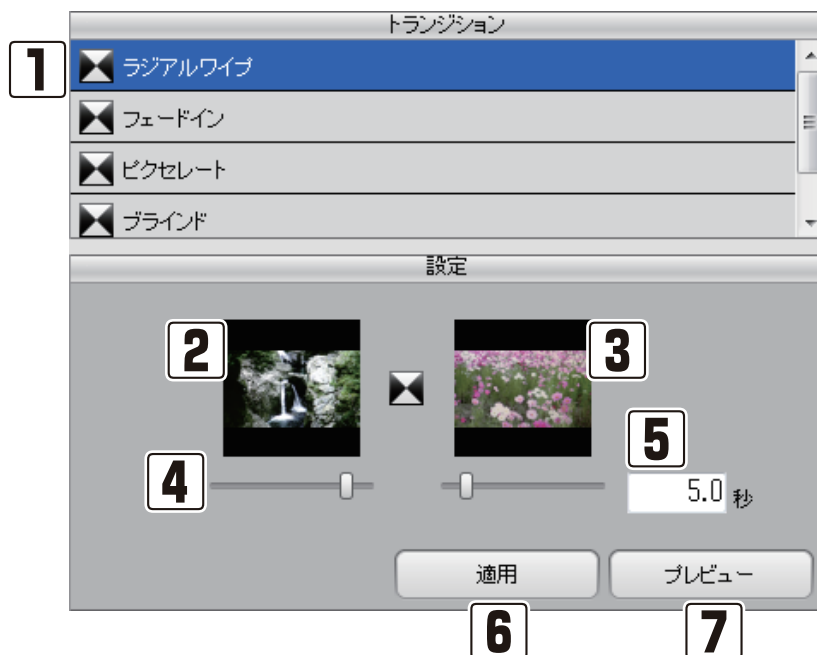 トランジション
1
ラジアルワイプ
フェードイン
ピクセレート
ブラインド
設定
2
3
4
5
5.0 秒
適用
プレビュー
6
7